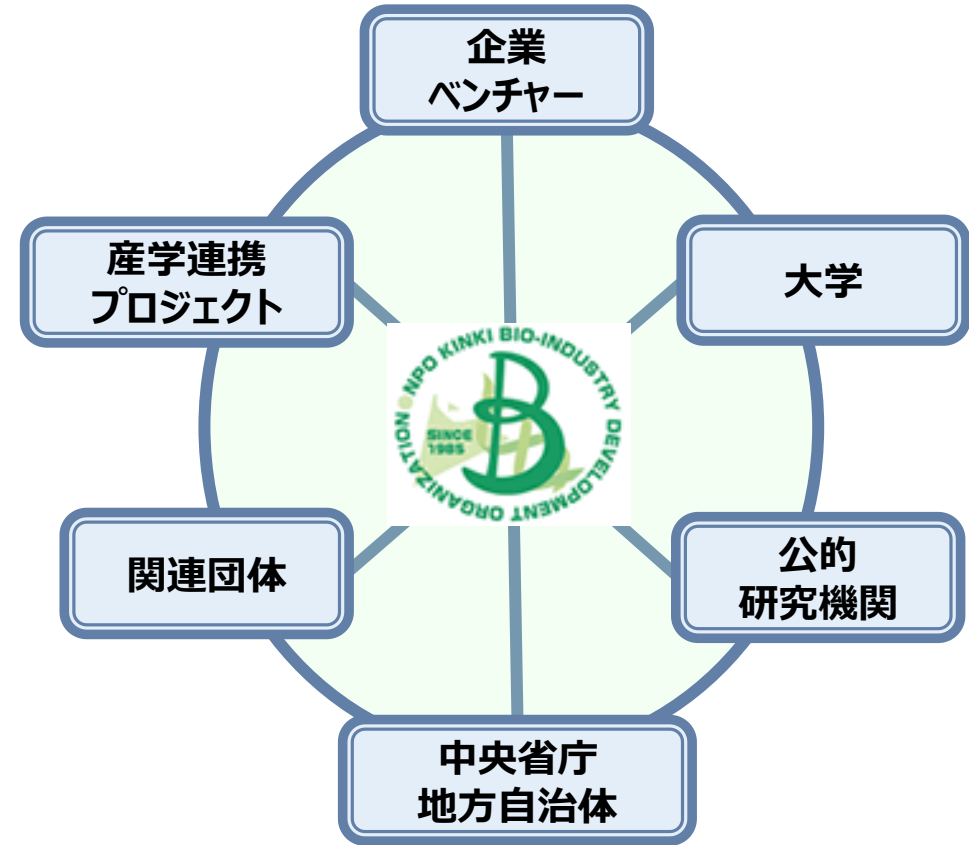 企業
ベンチャー
産学連携
プロジェクト
大学
NPO KINKI BIO-INDUSTRY DEVELOPMENT ORGANIZATION
B
SINCE
1985
関連団体
公的
研究機関
中央省庁
地方自治体